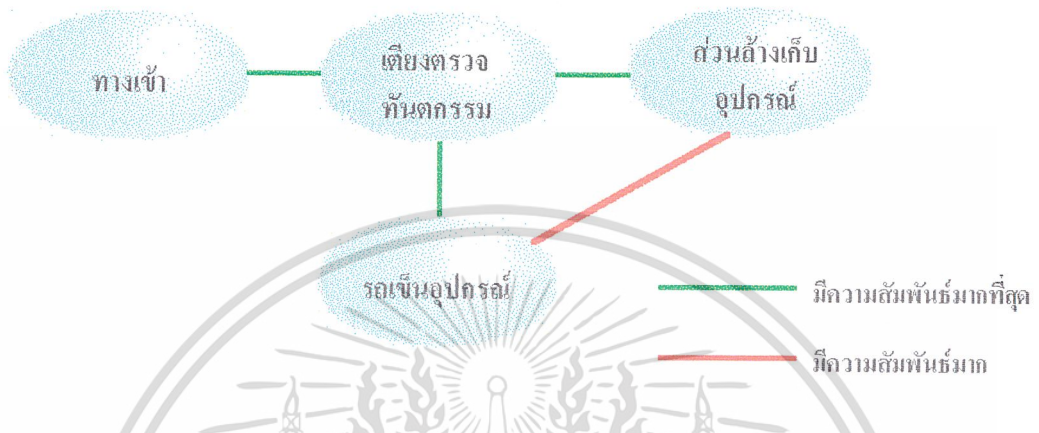 ทางเข้า
เตียงตรวจ
ทันตกรรม
ส่วนล้างเก็บ
อุปกรณ์
รถเข็นอุปกรณ์
มีความสัมพันธ์มากที่สุด
มีความสัมพันธ์มาก